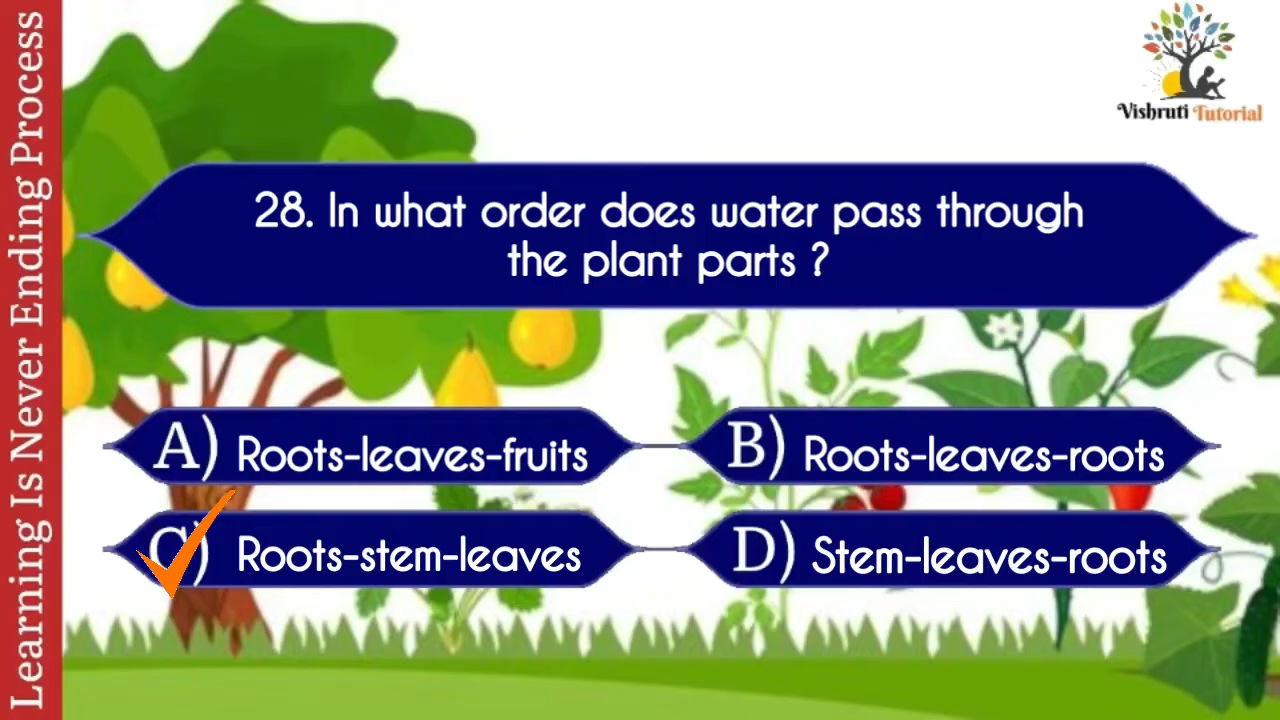 Learning Is Never Ending Process
Vishruti Tutorial
28. In what order does water pass through
the plant parts ?
A) Roots-leaves-fruits
B) Roots-leaves-roots
C) Roots-stem-leaves
D) Stem-leaves-roots